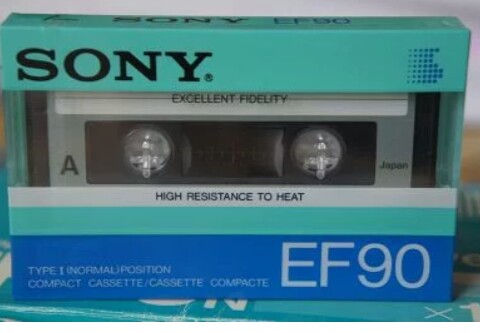 SONY EF90
SONY®
EXCELLENT FIDELITY
A
Japan
HIGH RESISTANCE TO HEAT
TYPE I (NORMAL) POSITION
COMPACT CASSETTE/CASSETTE COMPACTE
EF90